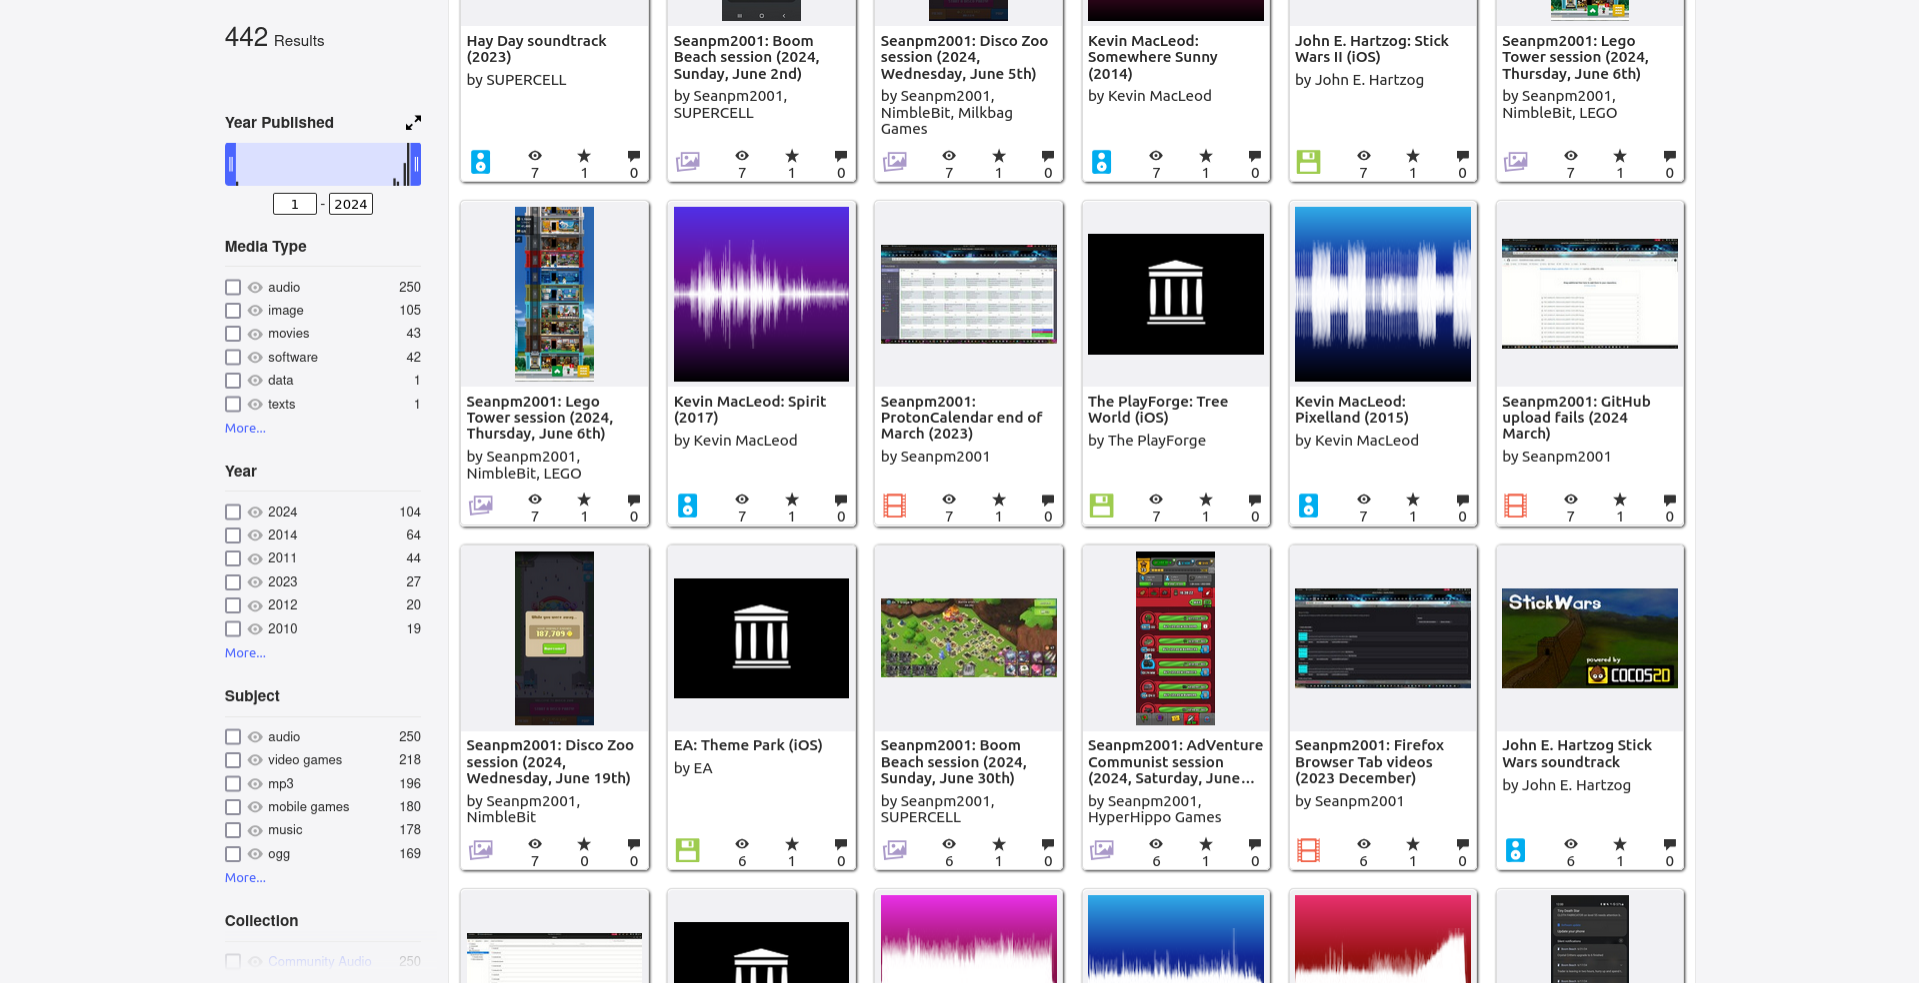 442 Results
Year Published
1 - 2024
Media Type
audio 250
image 105
movies 43
software 42
data 1
texts 1
More...
Year
2024 104
2014 64
2011 44
2023 27
2012 20
2010 19
More...
Subject
audio 250
video games 218
mp3 196
mobile games 180
music 178
ogg 169
More...
Collection
Community Audio 250
Hay Day soundtrack
(2023)
by SUPERCELL
7 1 0
Seanpm2001: Boom
Beach session (2024,
Sunday, June 2nd)
by Seanpm2001,
SUPERCELL
7 1 0
Seanpm2001: Disco Zoo
session (2024,
Wednesday, June 5th)
by Seanpm2001,
NimbleBit, Milkbag
Games
7 1 0
Kevin MacLeod:
Somewhere Sunny
(2014)
by Kevin MacLeod
7 1 0
John E. Hartzog: Stick
Wars II (iOS)
by John E. Hartzog
7 1 0
Seanpm2001: Lego
Tower session (2024,
Thursday, June 6th)
by Seanpm2001,
NimbleBit, LEGO
7 1 0
Seanpm2001: Lego
Tower session (2024,
Thursday, June 6th)
by Seanpm2001,
NimbleBit, LEGO
7 1 0
Kevin MacLeod: Spirit
(2017)
by Kevin MacLeod
7 1 0
Seanpm2001:
ProtonCalendar end of
March (2023)
by Seanpm2001
7 1 0
The PlayForge: Tree
World (iOS)
by The PlayForge
7 1 0
Kevin MacLeod:
Pixelland (2015)
by Kevin MacLeod
7 1 0
Seanpm2001: GitHub
upload fails (2024
March)
by Seanpm2001
7 1 0
While you were away...
187,709
Seanpm2001: Disco Zoo
session (2024,
Wednesday, June 19th)
by Seanpm2001,
NimbleBit
7 0 0
EA: Theme Park (iOS)
by EA
6 1 0
Seanpm2001: Boom
Beach session (2024,
Sunday, June 30th)
by Seanpm2001,
SUPERCELL
6 1 0
Seanpm2001: AdVenture
Communist session
(2024, Saturday, June...
by Seanpm2001,
HyperHippo Games
6 1 0
Seanpm2001: Firefox
Browser Tab videos
(2023 December)
by Seanpm2001
6 1 0
StickWars
powered by
COCOS2D
John E. Hartzog Stick
Wars soundtrack
by John E. Hartzog
6 1 0